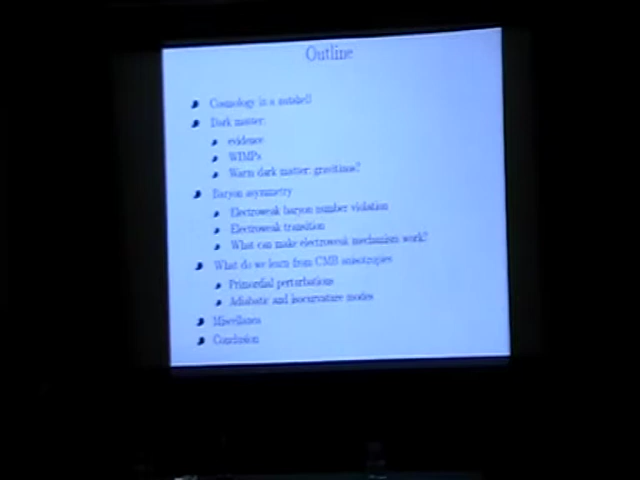 Outline
Cosmology in a nutshell
Dark matter:
evidence
WIMPs
Warm dark matter: gravitinos?
Baryon asymmetry
Electroweak baryon number violation
Electroweak transition
What can make electroweak mechanism work?
What do we learn from CMB anisotropies
Primordial perturbations
Adiabatic and isocurvature modes
Miscellanea
Conclusion